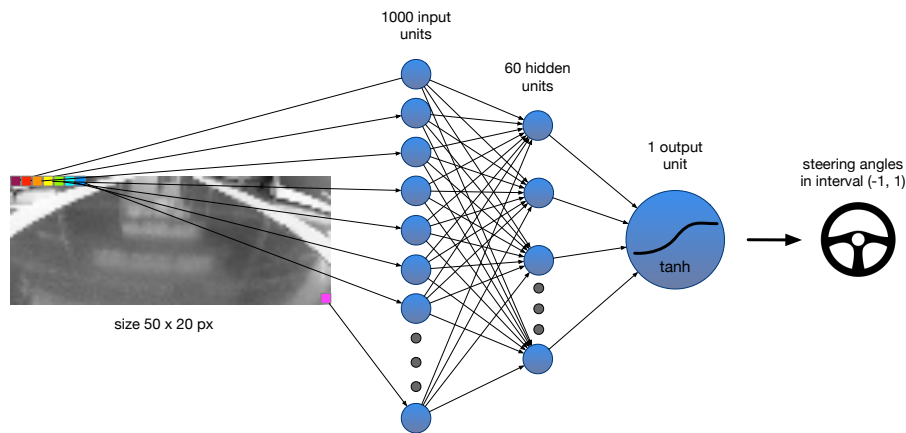 1000 input
units
60 hidden
units
1 output
unit
steering angles
in interval (-1, 1)
tanh
size 50 x 20 px